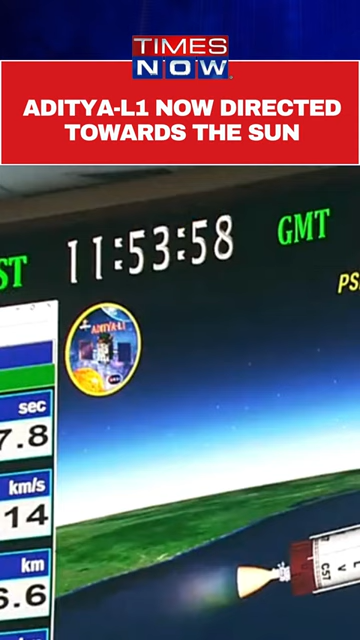 TIMES
NOW
ADITYA-L1 NOW DIRECTED
TOWARDS THE SUN
ST 11:53:58 GMT
PS
ADITYA-L1
sec
7.8
km/s
14
km
6.6